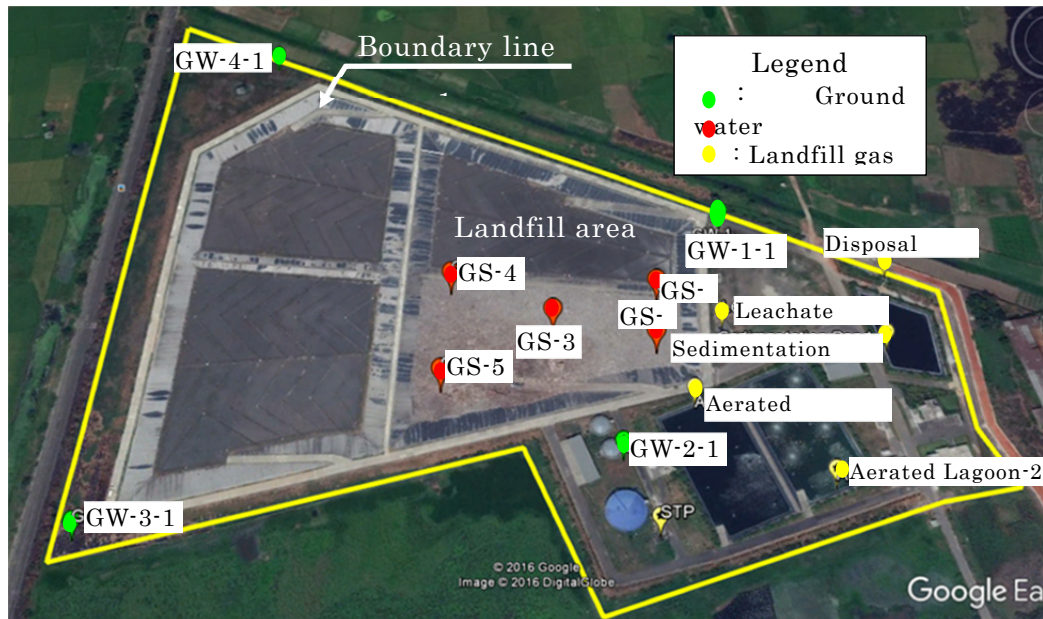 GW-4-1
Boundary line
Legend
: Ground
water
: Landfill gas
Landfill area
GW-1-1
Disposal
GS-4
GS-
GS-
GS-3
Leachate
Sedimentation
GS-5
Aerated
GW-2-1
Aerated Lagoon-2
GW-3-1
STP
© 2016 Google
Image © 2016 DigitalGlobe
Google Ea